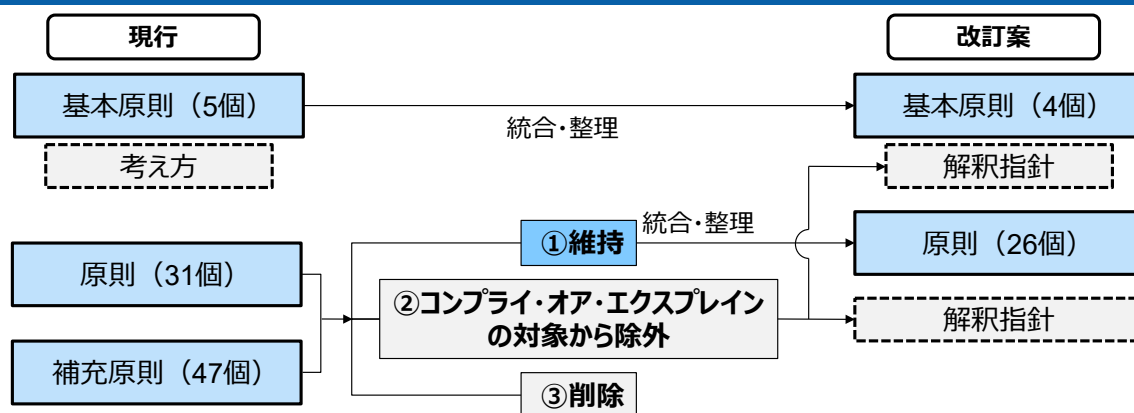 現行
改訂案
基本原則（5個）
統合・整理
基本原則（4個）
考え方
解釈指針
①維持
統合・整理
原則（26個）
原則（31個）
②コンプライ・オア・エクスプレイン
の対象から除外
解釈指針
補充原則（47個）
③削除